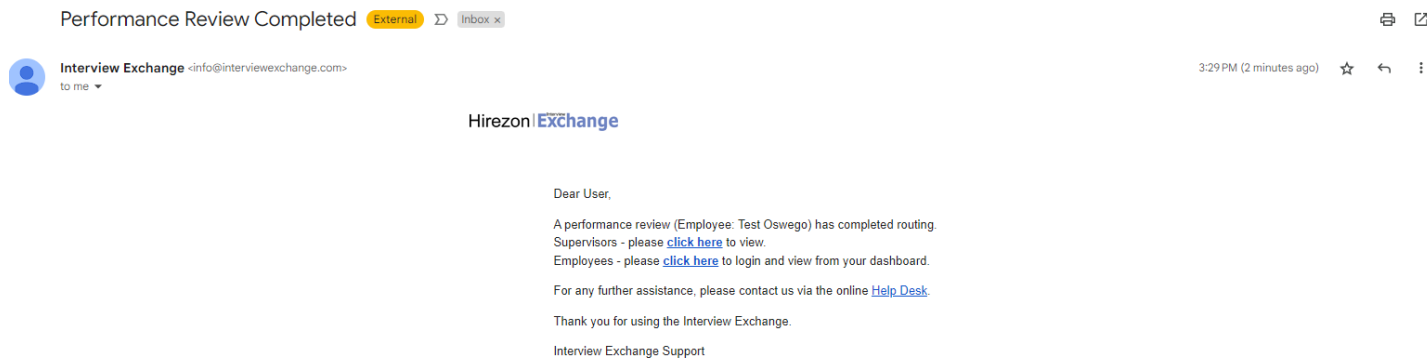 Performance Review Completed External Inbox x
Interview Exchange <info@interviewexchange.com>
3:29 PM (2 minutes ago)
to me
Hirezon Interview Exchange
Dear User,
A performance review (Employee: Test Oswego) has completed routing.
Supervisors - please click here to view.
Employees - please click here to login and view from your dashboard.
For any further assistance, please contact us via the online Help Desk.
Thank you for using the Interview Exchange.
Interview Exchange Support